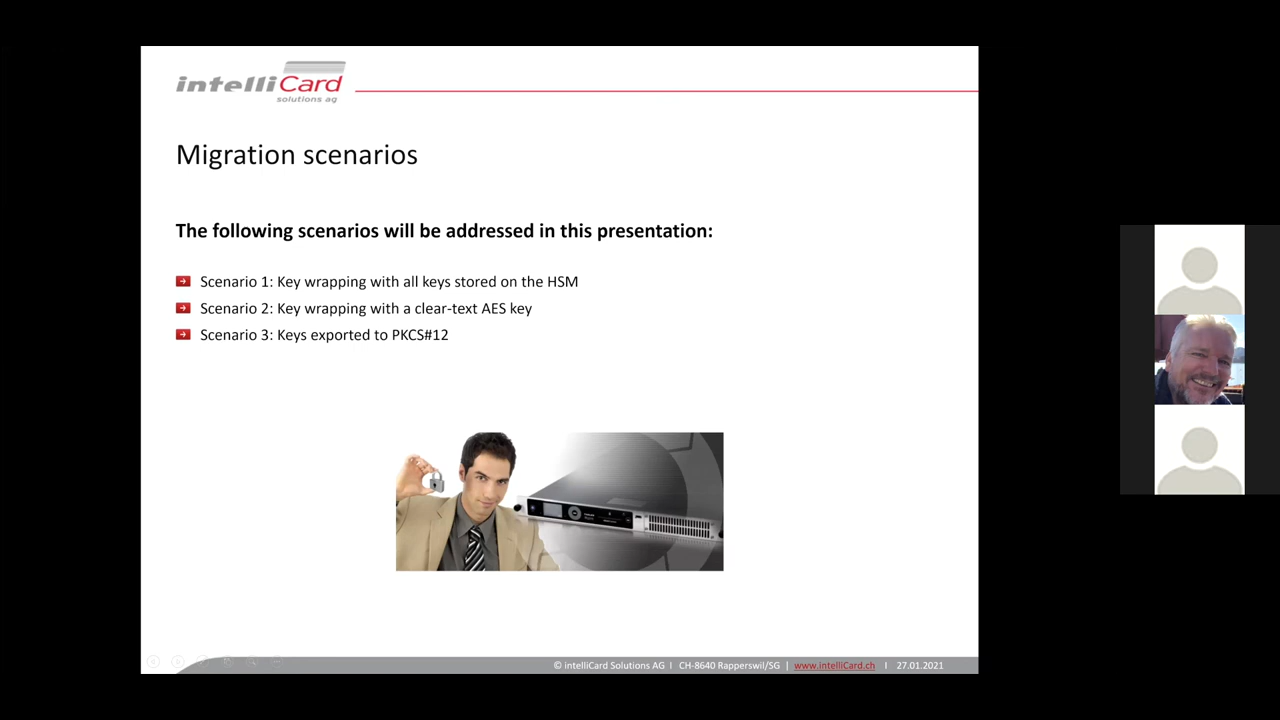 intelliCard
solutions ag
Migration scenarios
The following scenarios will be addressed in this presentation:
Scenario 1: Key wrapping with all keys stored on the HSM
Scenario 2: Key wrapping with a clear-text AES key
Scenario 3: Keys exported to PKCS#12
© intelliCard Solutions AG I CH-8640 Rapperswil/SG | www.intelliCard.ch I 27.01.2021